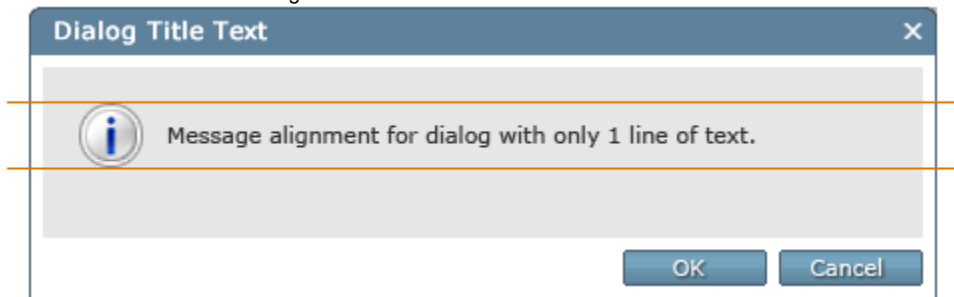 Dialog Title Text
Message alignment for dialog with only 1 line of text.
OK
Cancel